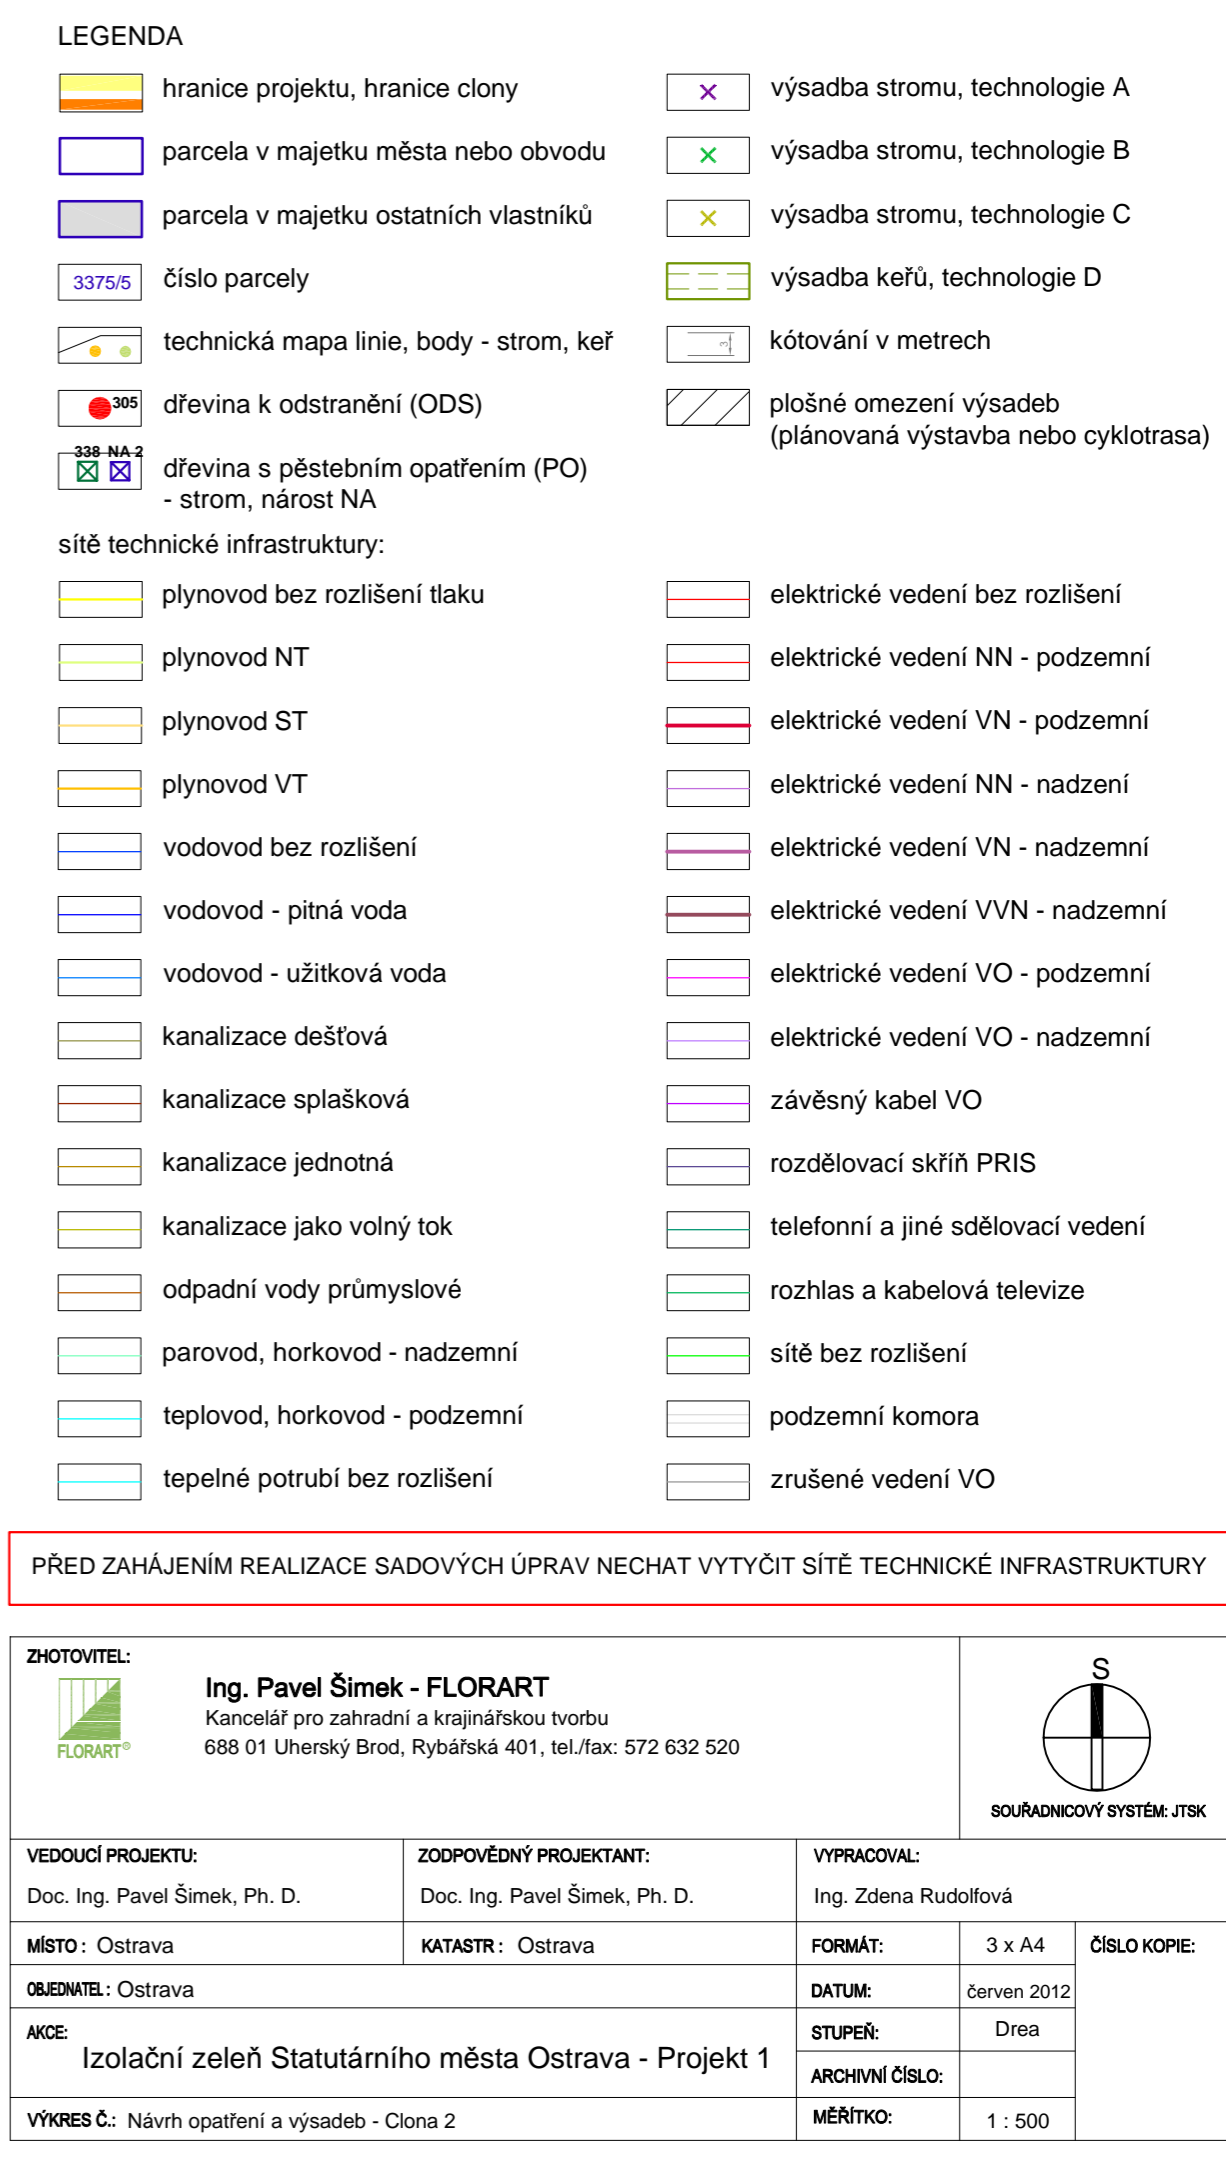 LEGENDA
hranice projektu, hranice clony
parcela v majetku města nebo obvodu
parcela v majetku ostatních vlastníků
3375/5 číslo parcely
technická mapa linie, body - strom, keř
305 dřevina k odstranění (ODS)
338 NA 2
dřevina s pěstebním opatřením (PO)
- strom, nárost NA
výsadba stromu, technologie A
výsadba stromu, technologie B
výsadba stromu, technologie C
výsadba keřů, technologie D
3 kótování v metrech
plošné omezení výsadeb
(plánovaná výstavba nebo cyklotrasa)
sítě technické infrastruktury:
plynovod bez rozlišení tlaku
plynovod NT
plynovod ST
plynovod VT
vodovod bez rozlišení
vodovod - pitná voda
vodovod - užitková voda
kanalizace dešťová
kanalizace splašková
kanalizace jednotná
kanalizace jako volný tok
odpadní vody průmyslové
parovod, horkovod - nadzemní
teplovod, horkovod - podzemní
tepelné potrubí bez rozlišení
elektrické vedení bez rozlišení
elektrické vedení NN - podzemní
elektrické vedení VN - podzemní
elektrické vedení NN - nadzení
elektrické vedení VN - nadzemní
elektrické vedení VVN - nadzemní
elektrické vedení VO - podzemní
elektrické vedení VO - nadzemní
závěsný kabel VO
rozdělovací skříň PRIS
telefonní a jiné sdělovací vedení
rozhlas a kabelová televize
sítě bez rozlišení
podzemní komora
zrušené vedení VO
PŘED ZAHÁJENÍM REALIZACE SADOVÝCH ÚPRAV NECHAT VYTYČIT SÍTĚ TECHNICKÉ INFRASTRUKTURY
ZHOTOVITEL:
FLORART®
Ing. Pavel Šimek - FLORART
Kancelář pro zahradní a krajinářskou tvorbu
688 01 Uherský Brod, Rybářská 401, tel./fax: 572 632 520
S
SOUŘADNICOVÝ SYSTÉM: JTSK
VEDOUCÍ PROJEKTU:
Doc. Ing. Pavel Šimek, Ph. D.
ZODPOVĚDNÝ PROJEKTANT:
Doc. Ing. Pavel Šimek, Ph. D.
VYPRACOVAL:
Ing. Zdena Rudolfová
MÍSTO : Ostrava
KATASTR : Ostrava
FORMÁT: 3 x A4
ČÍSLO KOPIE:
OBJEDNATEL : Ostrava
DATUM: červen 2012
AKCE:
Izolační zeleň Statutárního města Ostrava - Projekt 1
STUPEŇ: Drea
ARCHIVNÍ ČÍSLO:
VÝKRES Č.: Návrh opatření a výsadeb - Clona 2
MĚŘÍTKO: 1 : 500